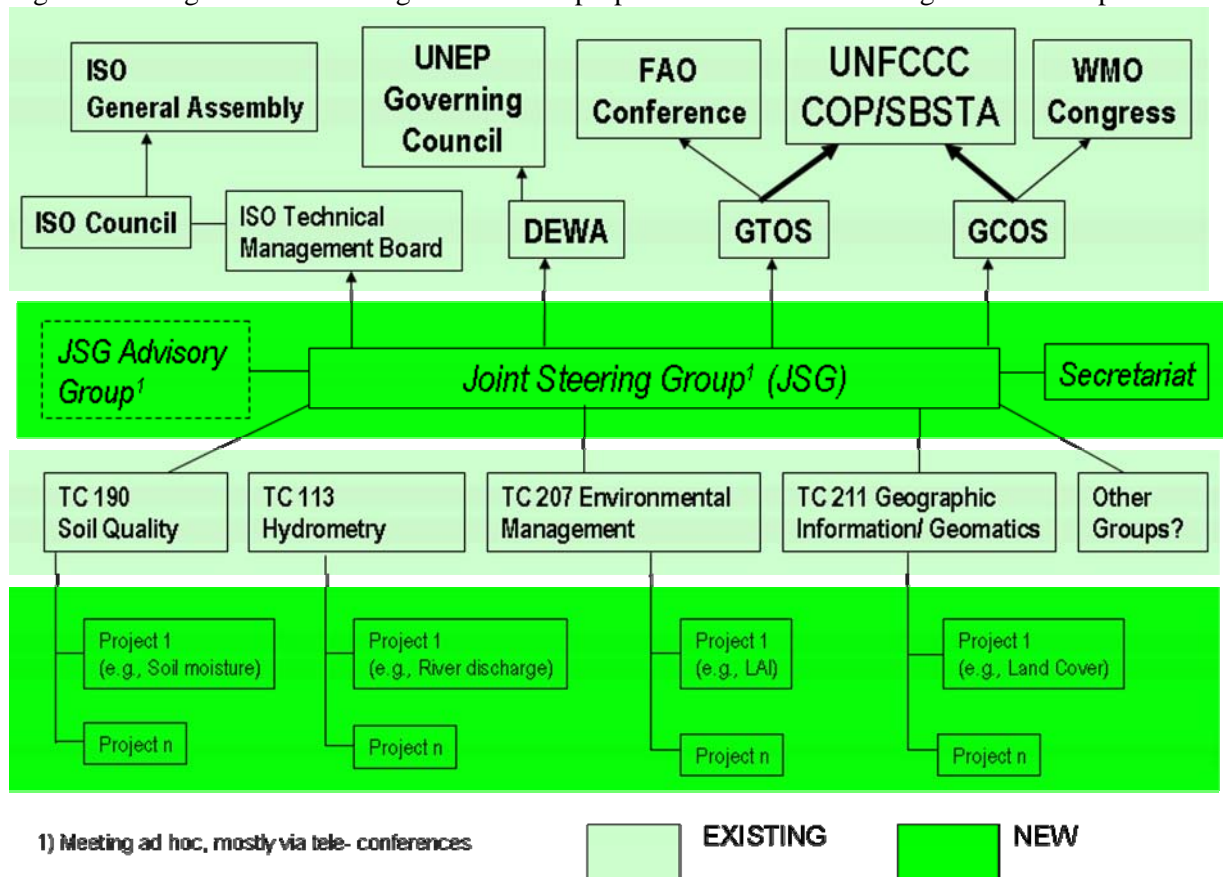 ISO
General Assembly
UNEP
Governing
Council
FAO
Conference
UNFCCC
COP/SBSTA
WMO
Congress
ISO Council
ISO Technical
Management Board
DEWA
GTOS
GCOS
JSG Advisory
Group1
Joint Steering Group1 (JSG)
Secretariat
TC 190
Soil Quality
TC 113
Hydrometry
TC 207 Environmental
Management
TC 211 Geographic
Information/ Geomatics
Other
Groups?
Project 1
(e.g., Soil moisture)
Project n
Project 1
(e.g., River discharge)
Project n
Project 1
(e.g., LAI)
Project n
Project 1
(e.g., Land Cover)
Project n
1) Meeting ad hoc, mostly via tele- conferences
EXISTING
NEW